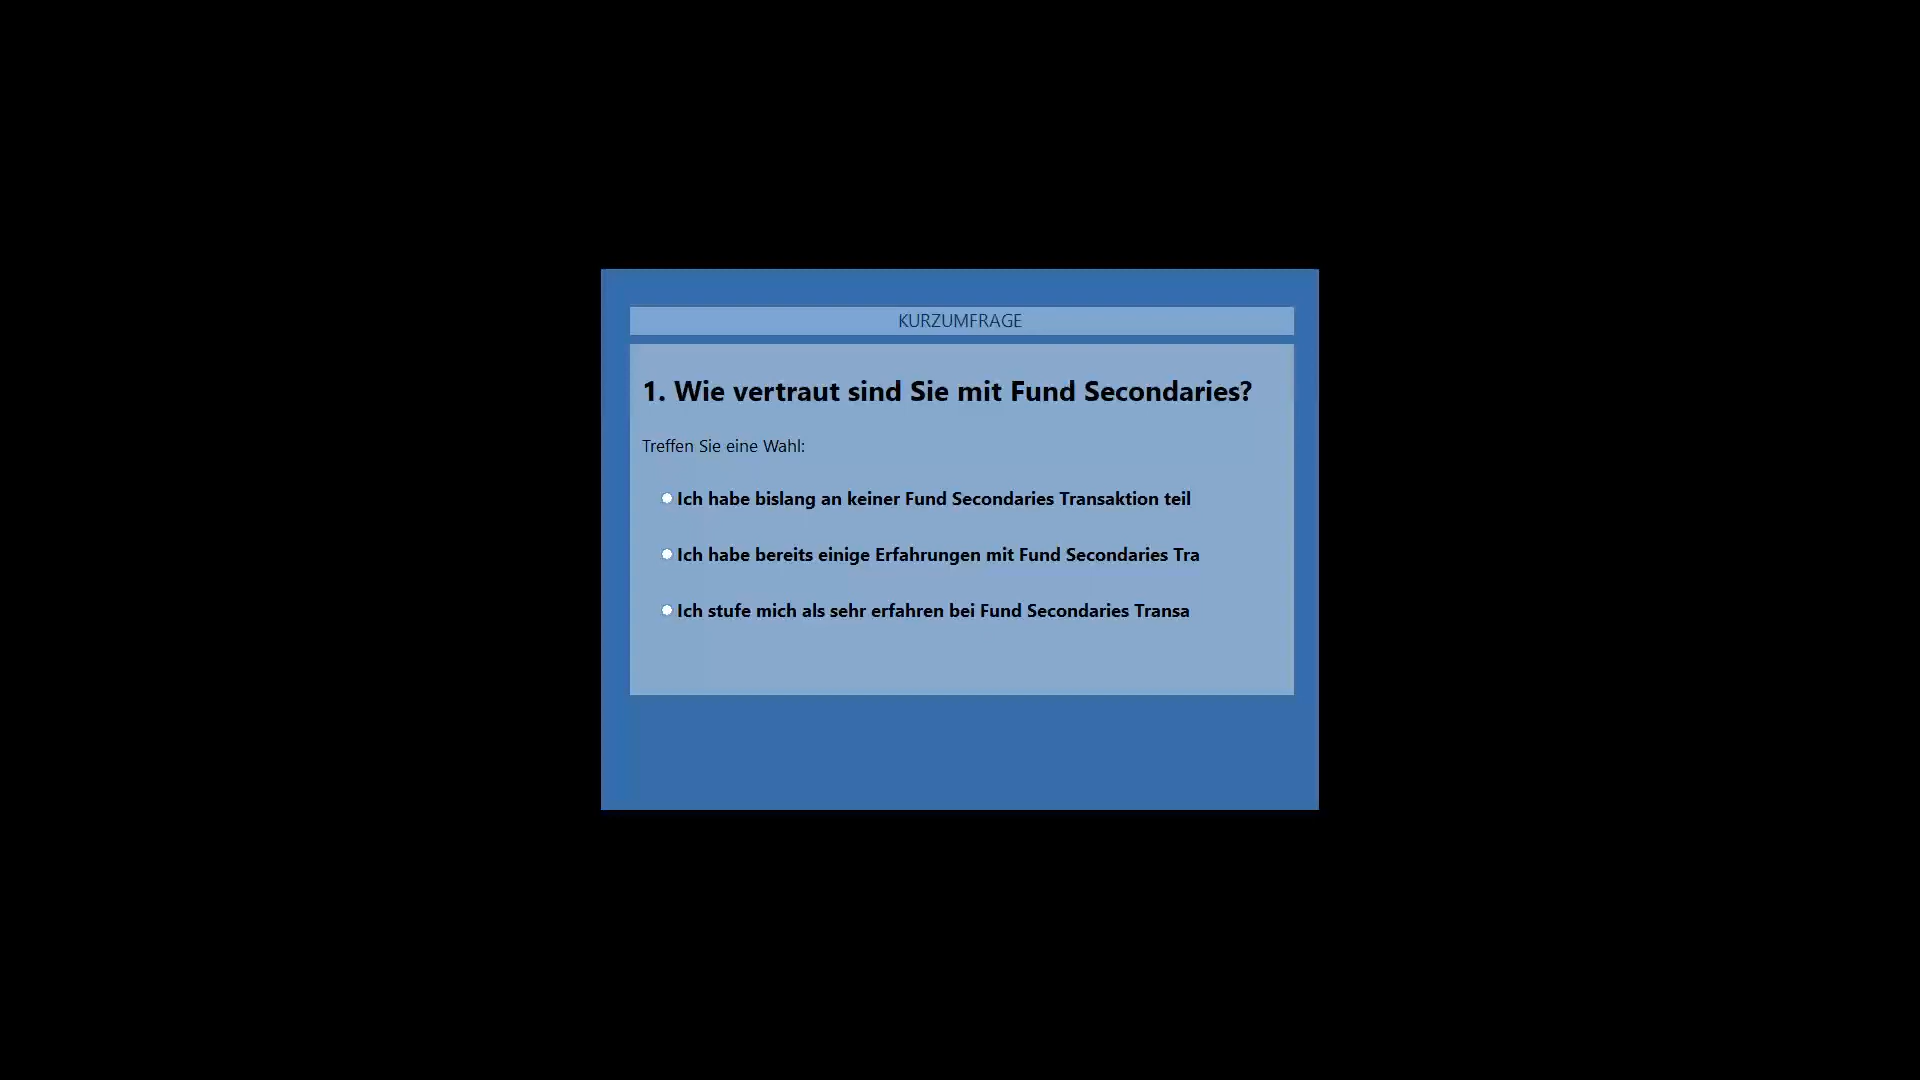 KURZUMFRAGE
1. Wie vertraut sind Sie mit Fund Secondaries?
Treffen Sie eine Wahl:
Ich habe bislang an keiner Fund Secondaries Transaktion teil
Ich habe bereits einige Erfahrungen mit Fund Secondaries Tra
Ich stufe mich als sehr erfahren bei Fund Secondaries Transa